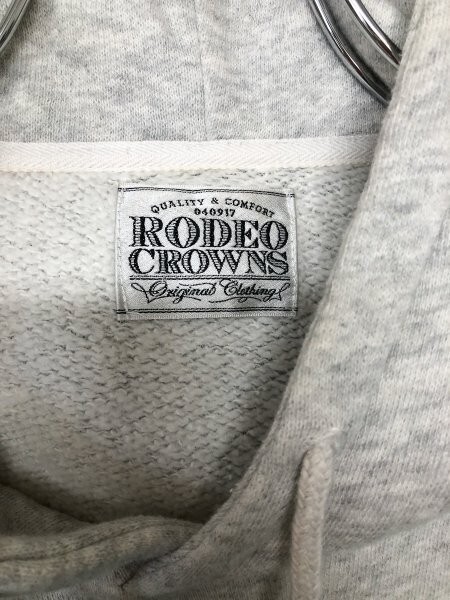 QUALITY & COMFORT
040917
RODEO
CROWNS
Original Clothing